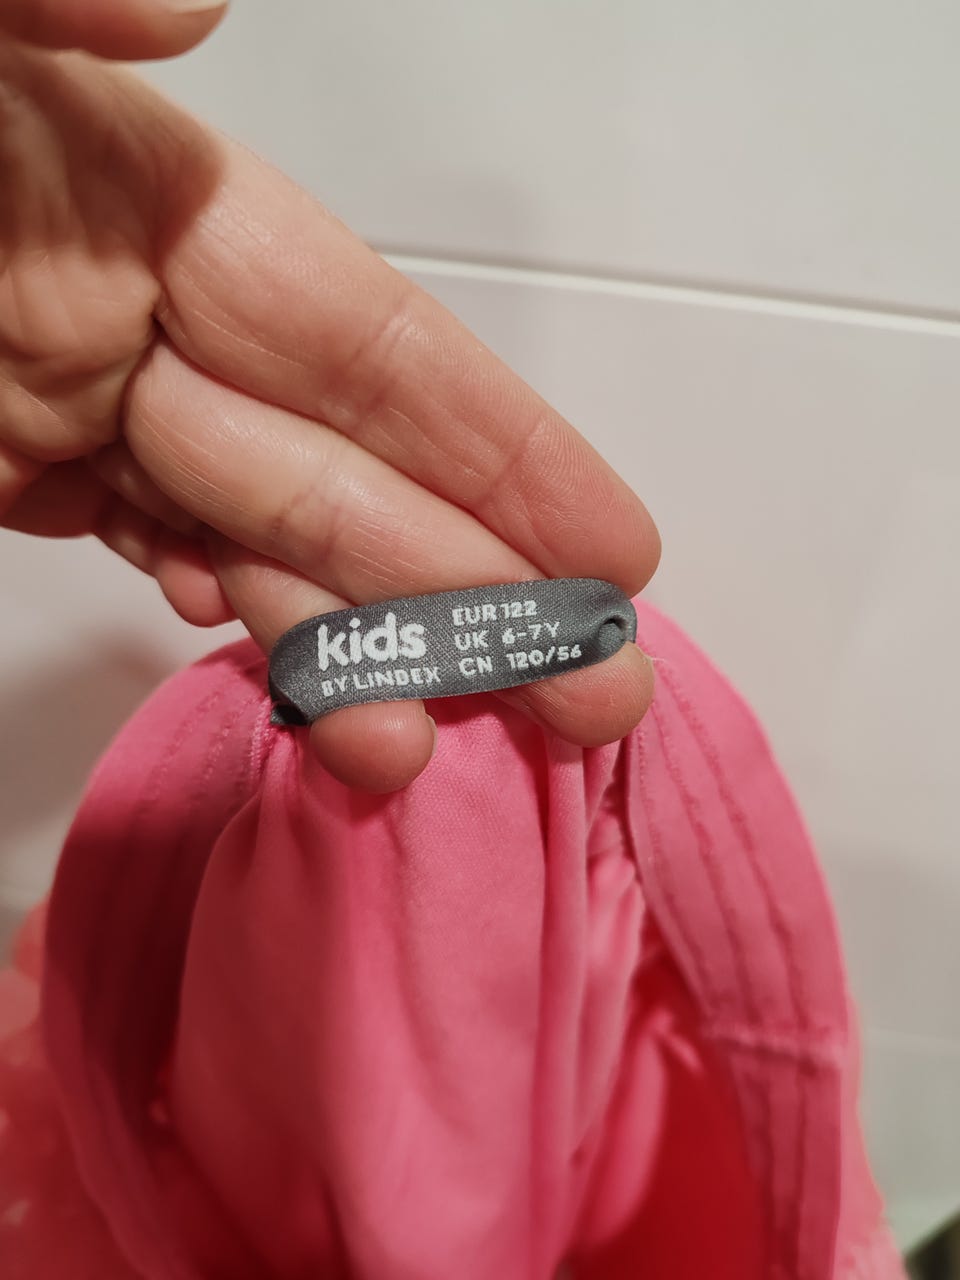 kids
BY LINDEX
EUR 122
UK 6-7Y
CN 120/56